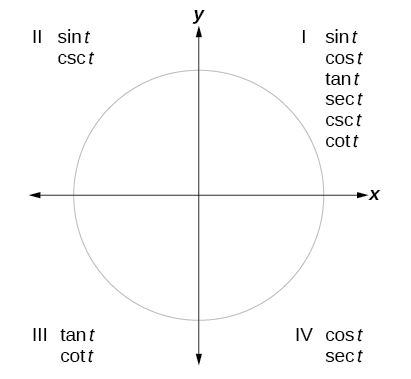 y
II sin t
csc t
I sin t
cos t
tan t
sec t
csc t
cot t
x
III tan t
cot t
IV cos t
sec t